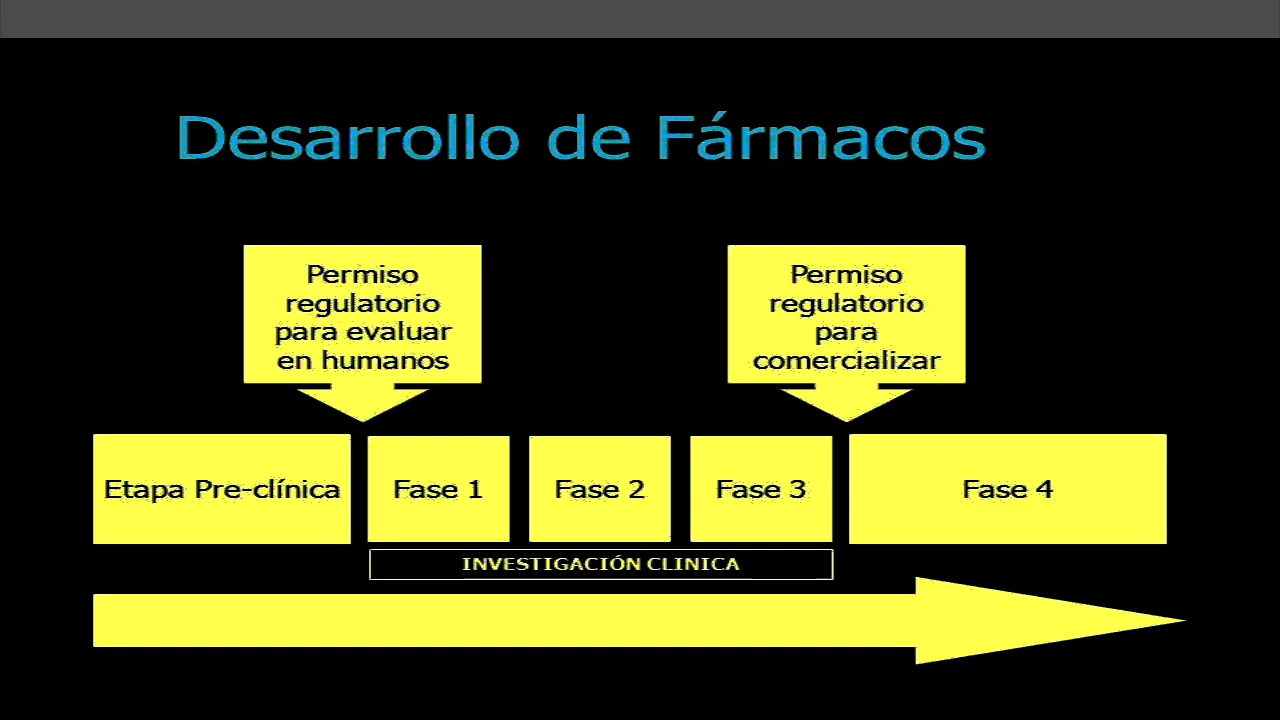 Desarrollo de Fármacos
Permiso
regulatorio
para evaluar
en humanos
Permiso
regulatorio
para
comercializar
Etapa Pre-clínica
Fase 1
Fase 2
Fase 3
Fase 4
INVESTIGACIÓN CLINICA